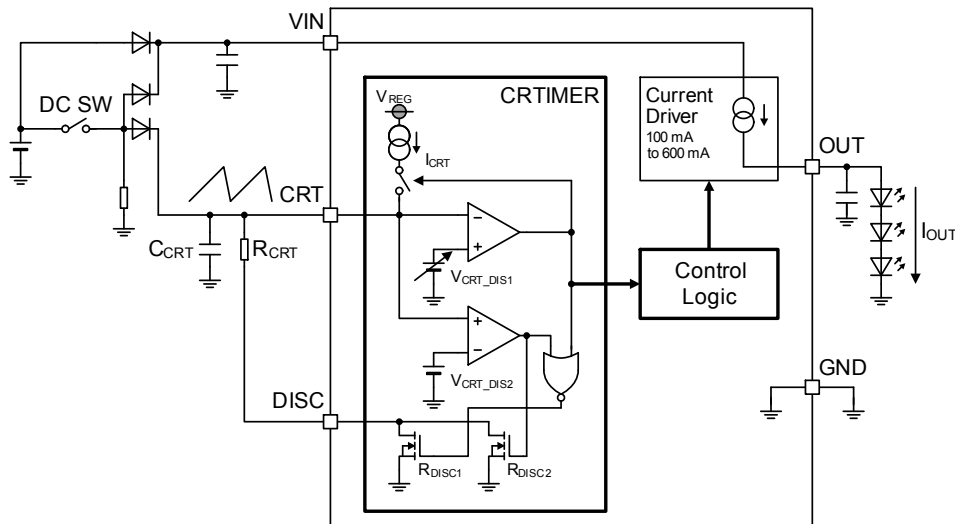 VIN
CRTIMER
VREG
DC SW
Current
Driver
100 mA
to 600 mA
OUT
ICRT
CRT
CCRT
RCRT
IOUT
VCRT_DIS1
Control
Logic
VCRT_DIS2
GND
DISC
RDISC1
RDISC2